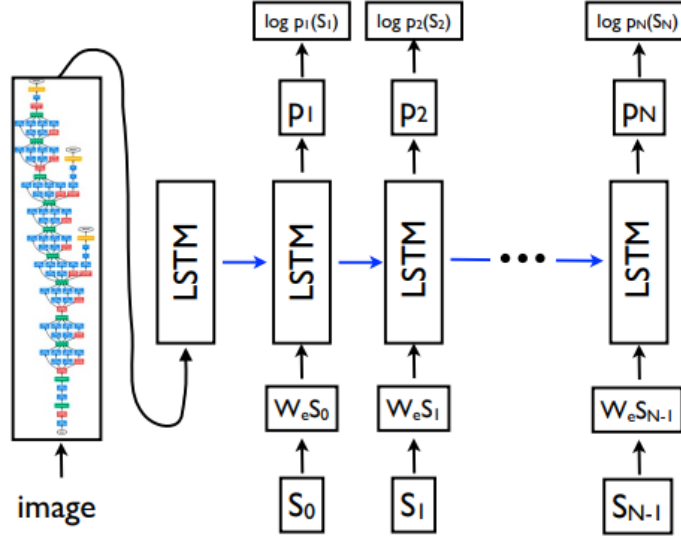 log p1(S1) log p2(S2) log pN(SN)
p1 p2 pN
LSTM LSTM LSTM ••• LSTM
WeS0 WeS1 WeSN-1
image S0 S1 SN-1